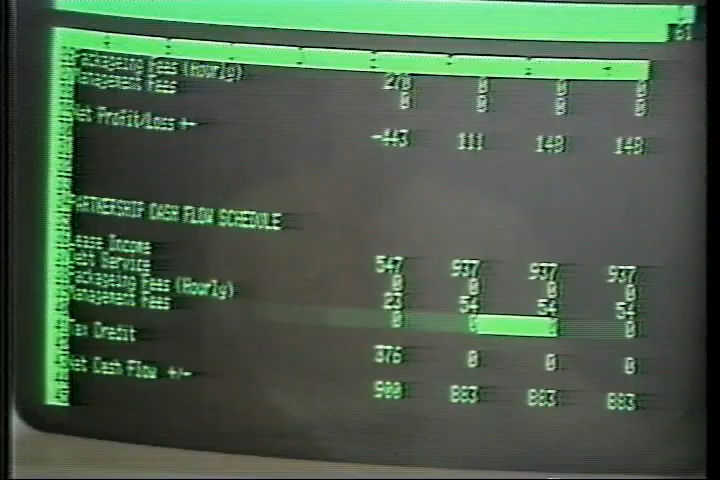 Packaging Fees (Hourly) 270 0 0 0
Management Fees 0 0 0 0
Net Profit/Loss +- -443 111 148 148
PARTNERSHIP CASH FLOW SCHEDULE
Lease Income 547 937 937 937
Debt Service 0 0 0 0
Packaging Fees (Hourly) 23 54 54 54
Management Fees 0 0 0 0
Tax Credit 376 0 0 0
Net Cash Flow +/- 900 883 883 883